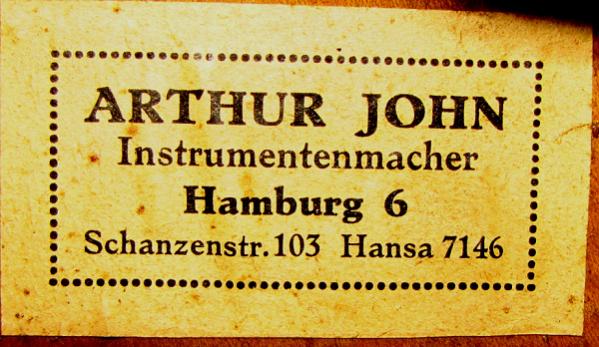 ARTHUR JOHN
Instrumentenmacher
Hamburg 6
Schanzenstr. 103 Hansa 7146